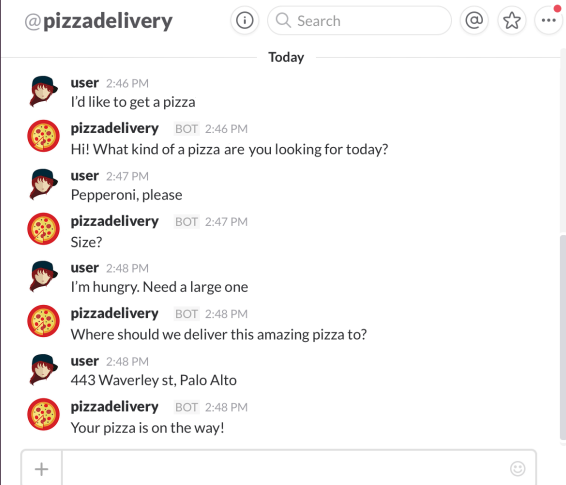 @pizzadelivery
Search
Today
user 2:46 PM
I'd like to get a pizza
pizzadelivery BOT 2:46 PM
Hi! What kind of a pizza are you looking for today?
user 2:47 PM
Pepperoni, please
pizzadelivery BOT 2:47 PM
Size?
user 2:48 PM
I'm hungry. Need a large one
pizzadelivery BOT 2:48 PM
Where should we deliver this amazing pizza to?
user 2:48 PM
443 Waverley st, Palo Alto
pizzadelivery BOT 2:48 PM
Your pizza is on the way!